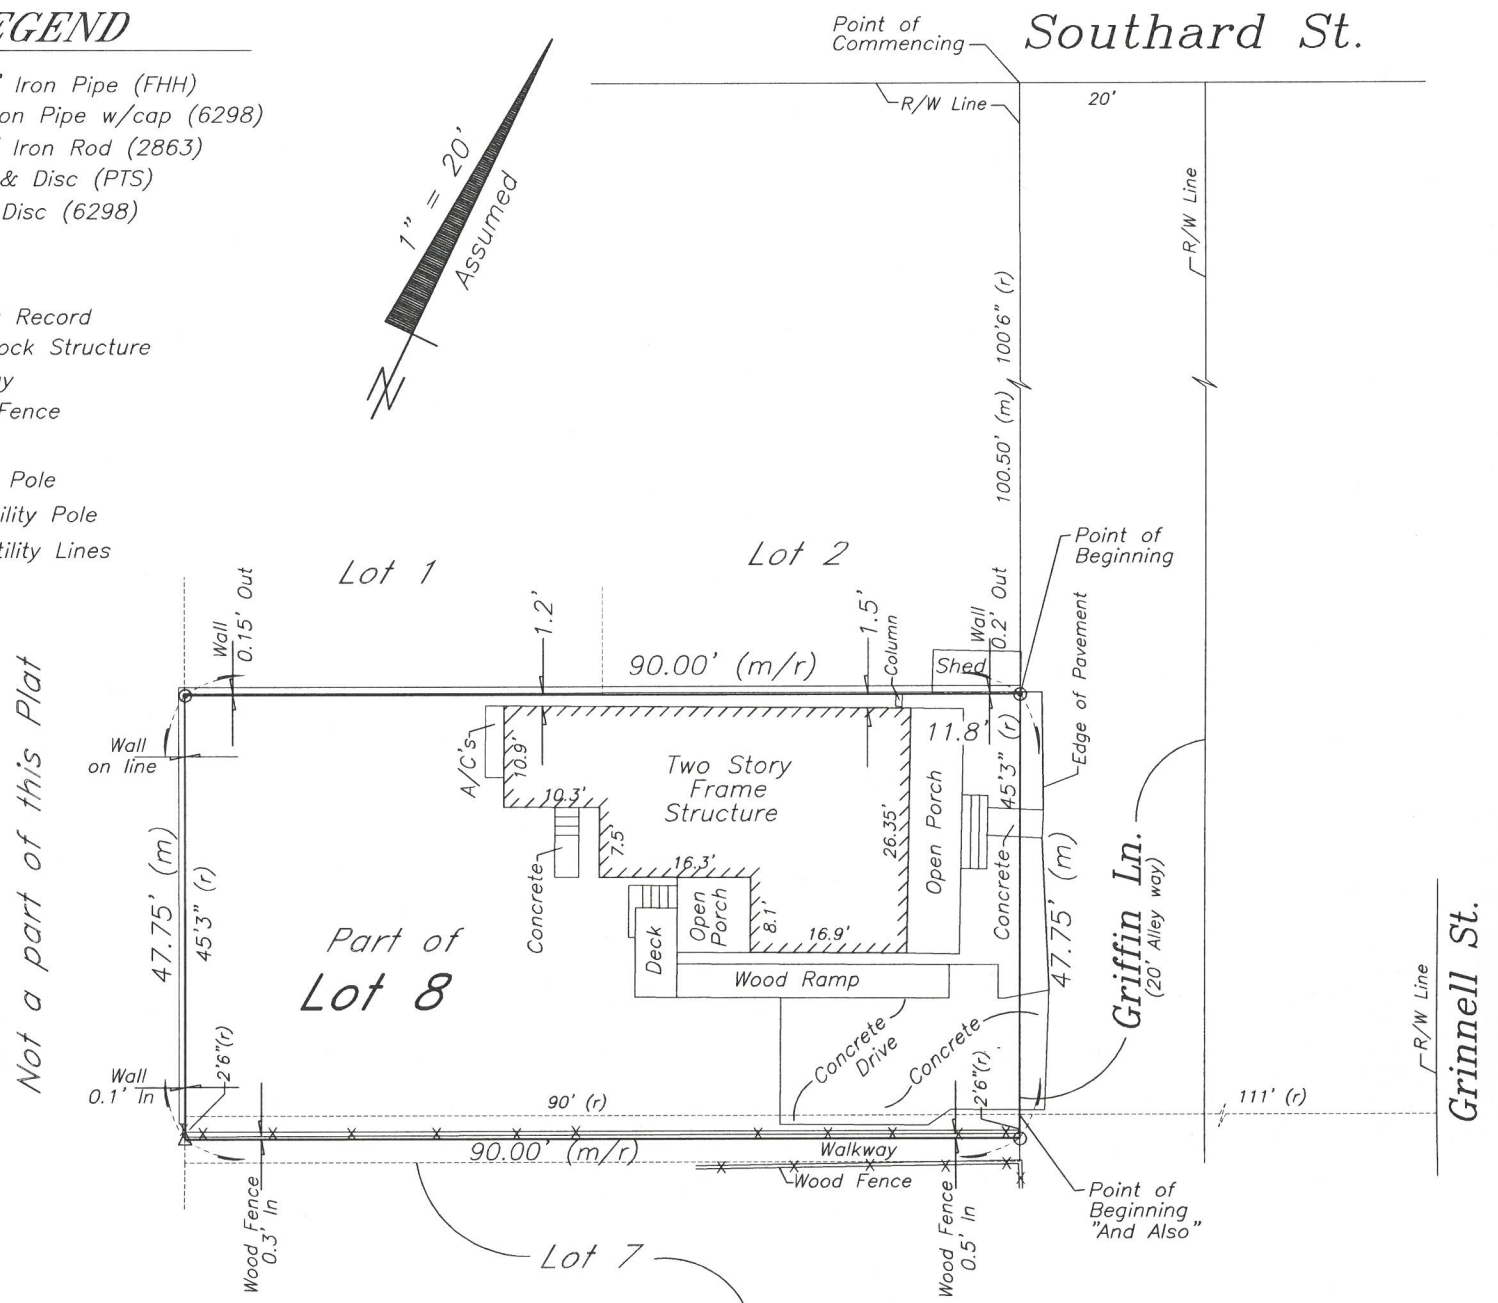 EGEND
" Iron Pipe (FHH)
on Pipe w/cap (6298)
" Iron Rod (2863)
& Disc (PTS)
Disc (6298)
Record
ock Structure
y
Fence
Pole
ility Pole
tility Lines
1" = 20'
Assumed
N
Point of
Commencing
Southard St.
R/W Line
20'
R/W Line
100'6" (r)
100.50' (m)
Point of
Beginning
Edge of Pavement
Lot 1
Lot 2
Wall
0.15' Out
1.2'
1.5'
Column
Wall
0.2' Out
90.00' (m/r)
Shed
Not a part of this Plat
Wall
on line
A/C's
10.9'
10.3'
Two Story
Frame
Structure
11.8'
45'3" (r)
7.5'
16.3'
26.35'
Open Porch
Concrete
Concrete
47.75' (m)
45'3" (r)
47.75' (m)
Griffin Ln.
(20' Alley way)
Grinnell St.
R/W Line
Part of
Lot 8
Open
Porch
8.1'
16.9'
Deck
Wood Ramp
Concrete
Drive
Concrete
2'6"(r)
2'6"(r)
Wall
0.1' In
90' (r)
111' (r)
90.00' (m/r)
Walkway
Wood Fence
Wood Fence
0.3' In
Wood Fence
0.5' In
Point of
Beginning
"And Also"
Lot 7